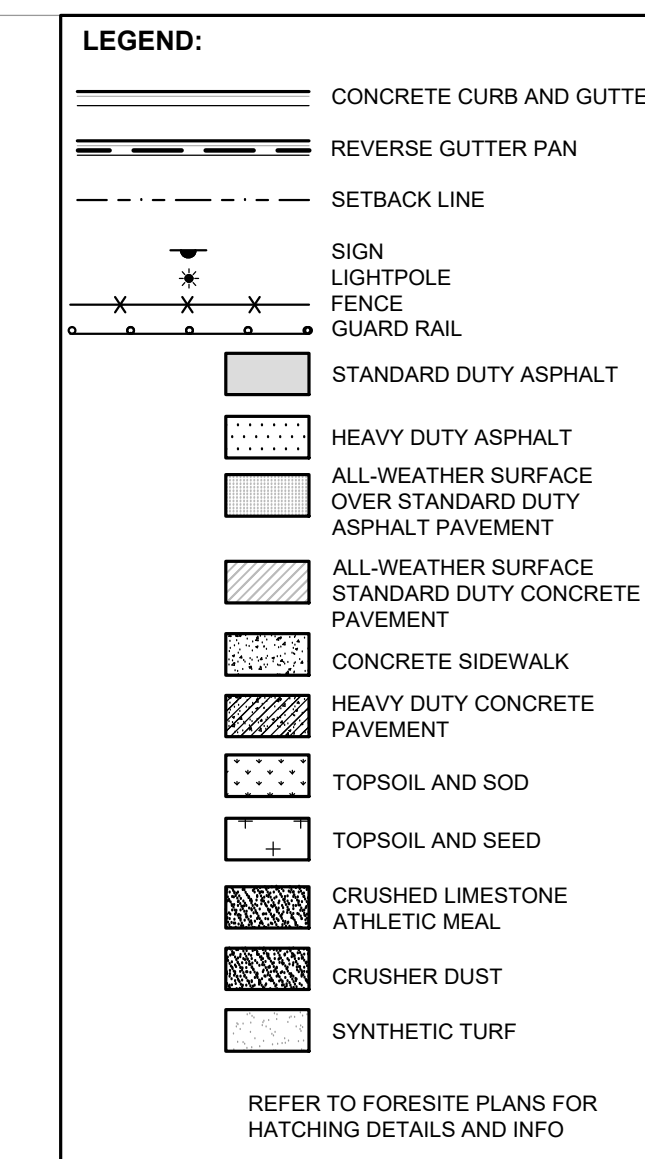 LEGEND:
CONCRETE CURB AND GUTTE
REVERSE GUTTER PAN
SETBACK LINE
SIGN
LIGHTPOLE
FENCE
GUARD RAIL
STANDARD DUTY ASPHALT
HEAVY DUTY ASPHALT
ALL-WEATHER SURFACE
OVER STANDARD DUTY
ASPHALT PAVEMENT
ALL-WEATHER SURFACE
STANDARD DUTY CONCRETE
PAVEMENT
CONCRETE SIDEWALK
HEAVY DUTY CONCRETE
PAVEMENT
TOPSOIL AND SOD
TOPSOIL AND SEED
CRUSHED LIMESTONE
ATHLETIC MEAL
CRUSHER DUST
SYNTHETIC TURF
REFER TO FORESITE PLANS FOR
HATCHING DETAILS AND INFO